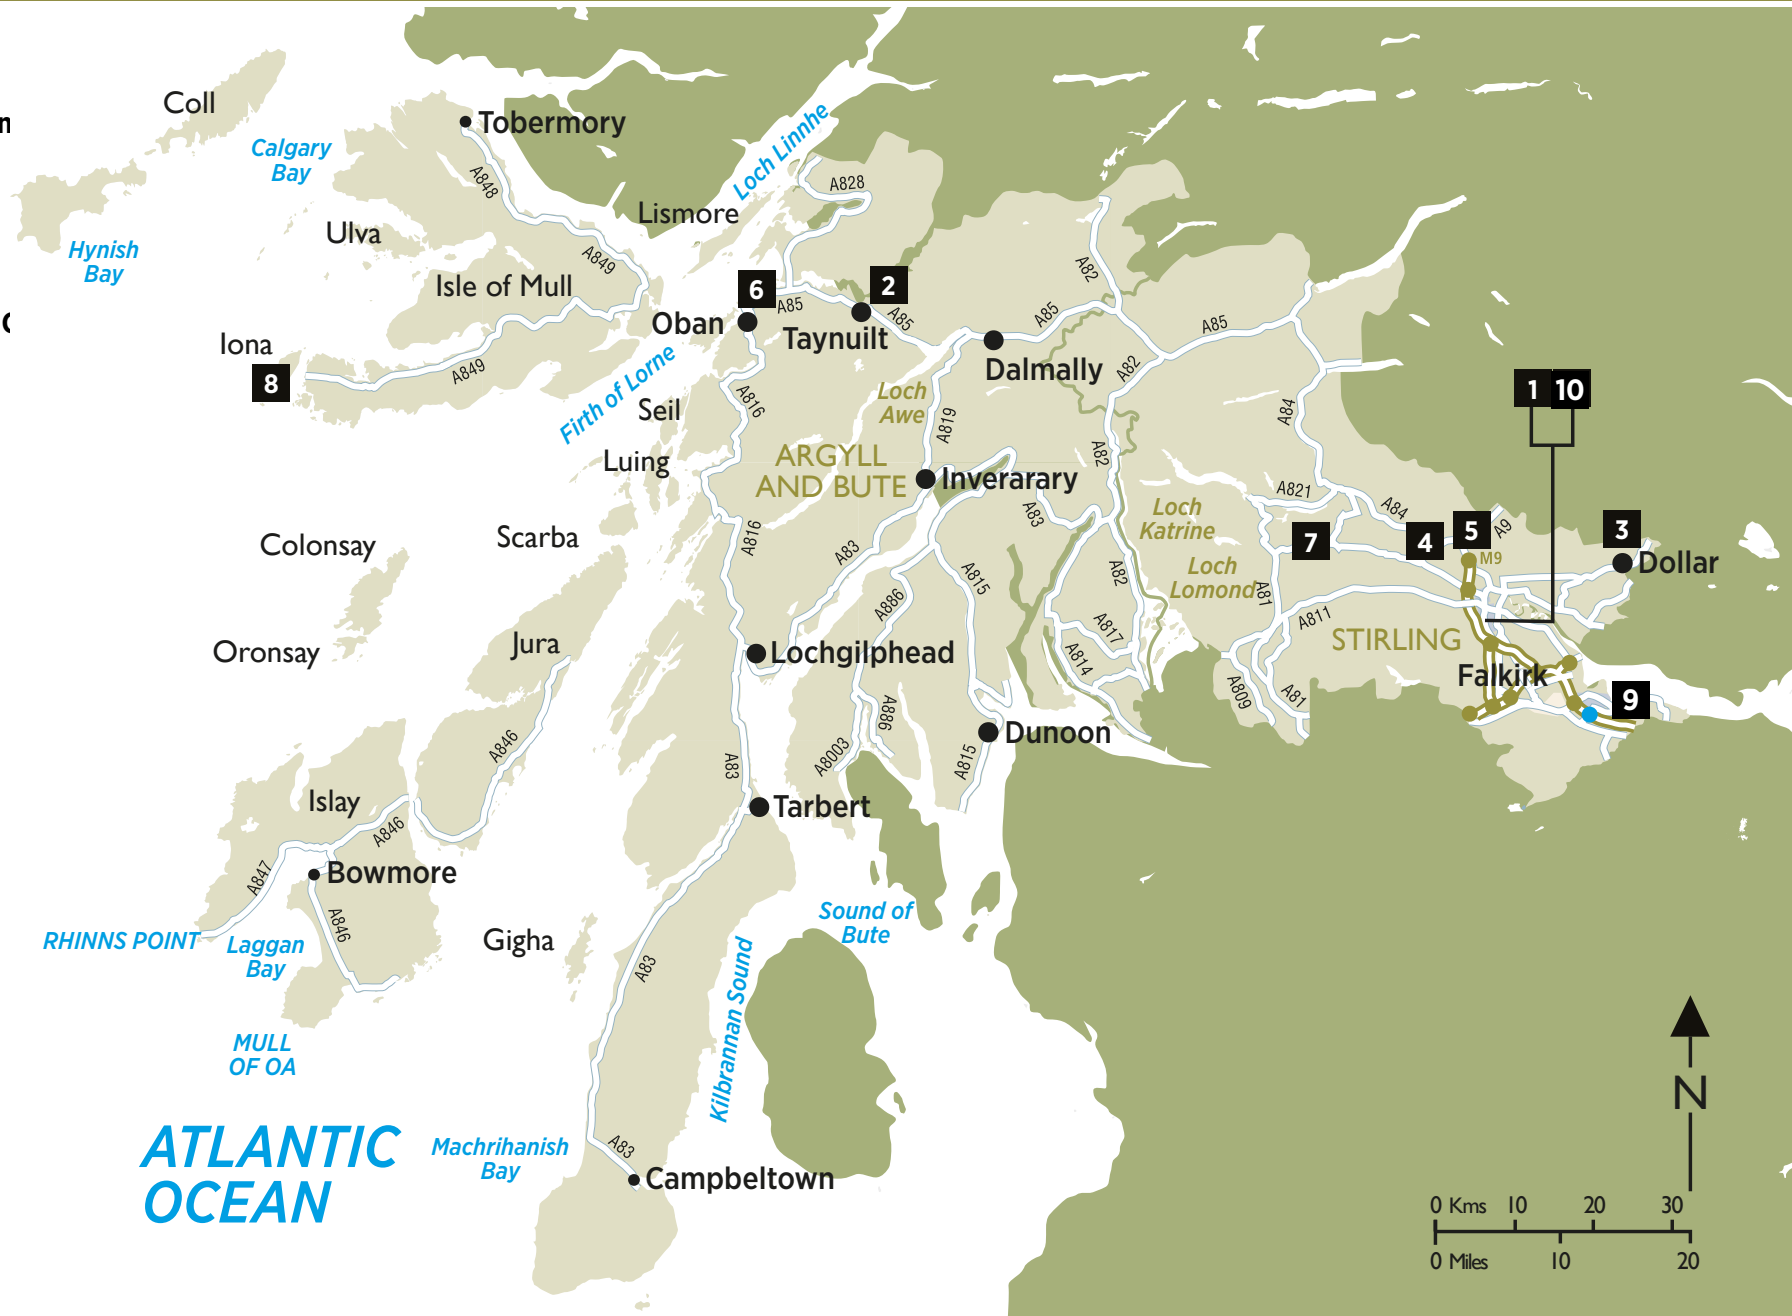 Coll
n
Tobermory
Calgary
Bay
Loch Linnhe
A848
A828
Lismore
Ulva
Hynish
Bay
A849
A82
Isle of Mull
6
2
A85
A85
A85
A85
Oban
Taynuilt
Iona
Dalmally
8
A849
Firth of Lorne
A82
1
10
Loch
Awe
A816
Seil
A84
A819
Luing
ARGYLL
AND BUTE
A82
Inverarary
A821
Loch
Katrine
A84
A83
Colonsay
Scarba
A816
A83
7
4
5
A9
3
M9
Dollar
Loch
Lomond
A82
A815
A81
A886
A811
A817
Oronsay
Jura
Lochgilphead
A814
STIRLING
Falkirk
A809
A81
9
A886
A846
A8003
A815
Dunoon
A83
Islay
Tarbert
A846
A847
Bowmore
A846
RHINNS POINT
Laggan
Bay
Gigha
Sound of
Bute
A83
Kilbrannan Sound
MULL
OF OA
N
ATLANTIC
OCEAN
Machrihanish
Bay
A83
Campbeltown
0 Kms 10 20 30
0 Miles 10 20